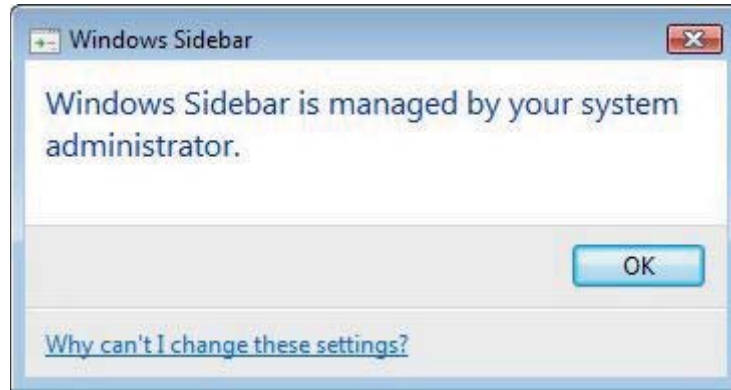 Windows Sidebar
Windows Sidebar is managed by your system
administrator.
OK
Why can't I change these settings?